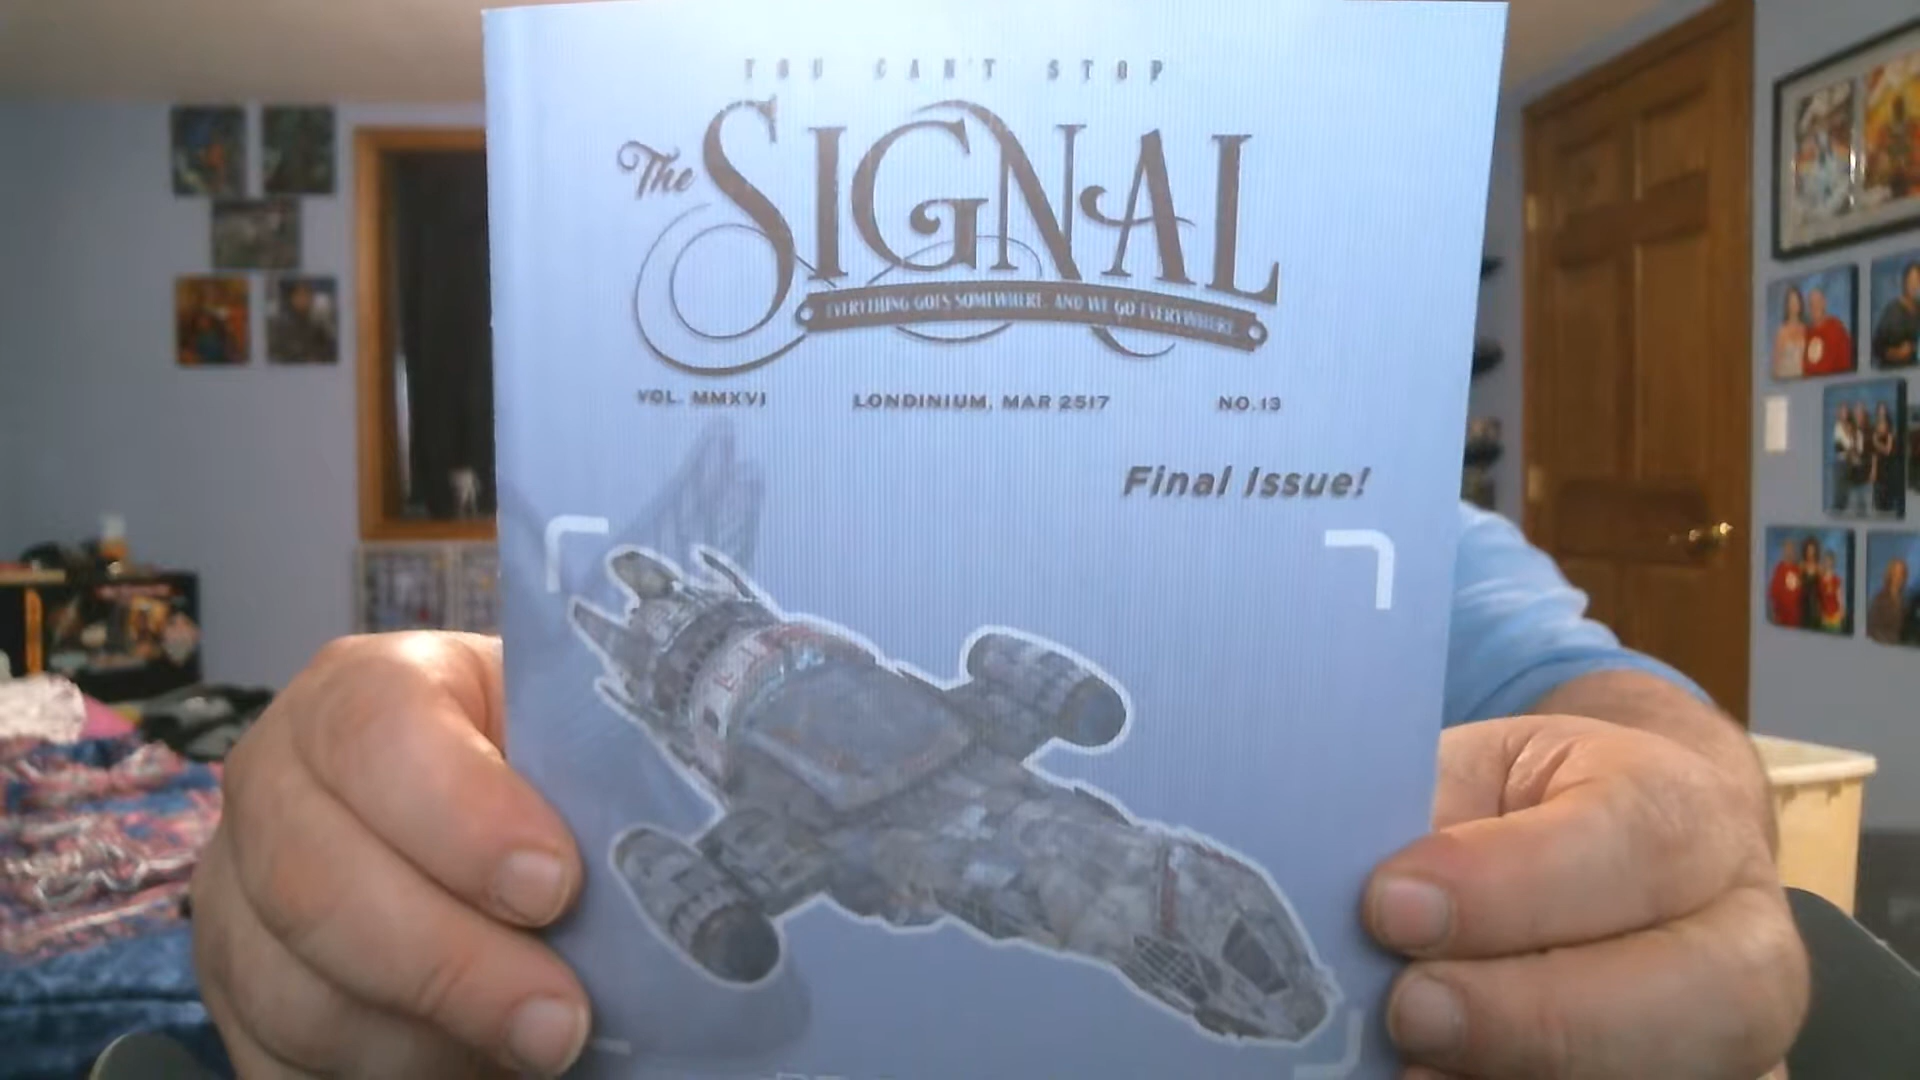 YOU CAN'T STOP
The SIGNAL
EVERYTHING GOES SOMEWHERE, AND WE GO EVERYWHERE
VOL. MMXVI LONDINIUM, MAR 2517 NO.13
Final Issue!